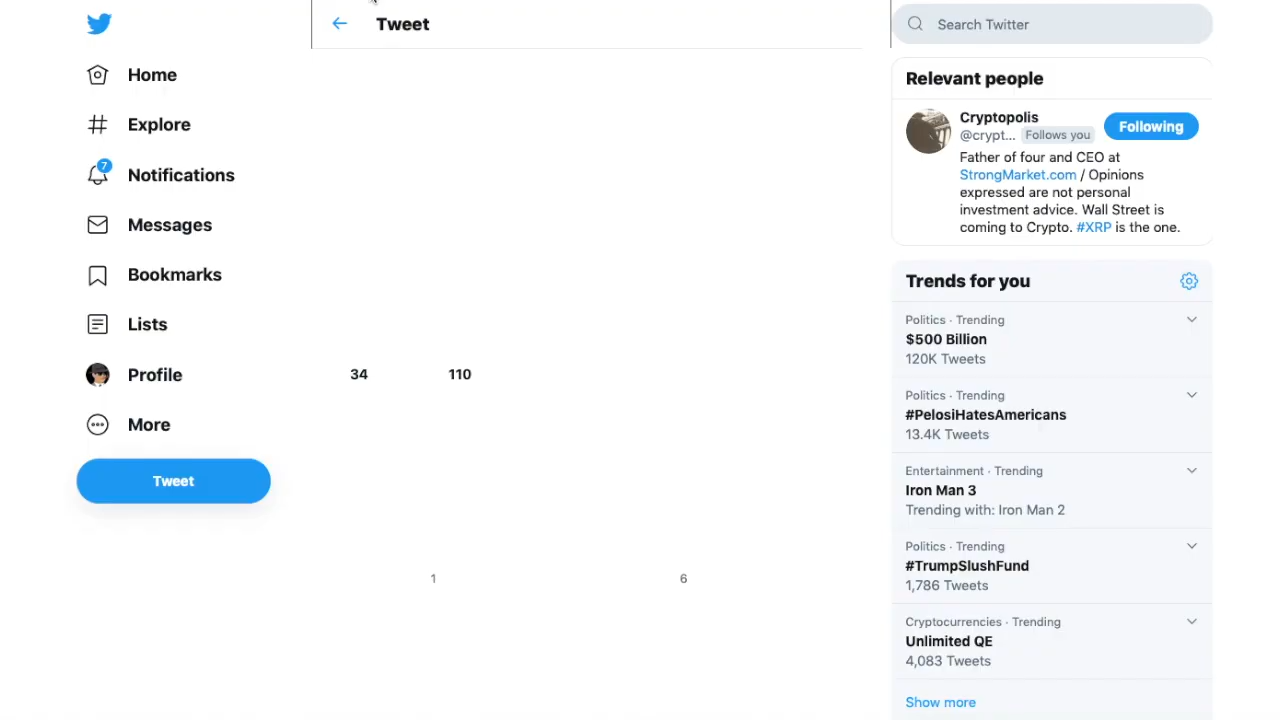 Home
Explore
7
Notifications
Messages
Bookmarks
Lists
Profile
More
Tweet
Tweet
34 110
1 6
Search Twitter
Relevant people
Cryptopolis
@crypt... Follows you
Following
Father of four and CEO at
StrongMarket.com / Opinions
expressed are not personal
investment advice. Wall Street is
coming to Crypto. #XRP is the one.
Trends for you
Politics · Trending
$500 Billion
120K Tweets
Politics · Trending
#PelosiHatesAmericans
13.4K Tweets
Entertainment · Trending
Iron Man 3
Trending with: Iron Man 2
Politics · Trending
#TrumpSlushFund
1,786 Tweets
Cryptocurrencies · Trending
Unlimited QE
4,083 Tweets
Show more